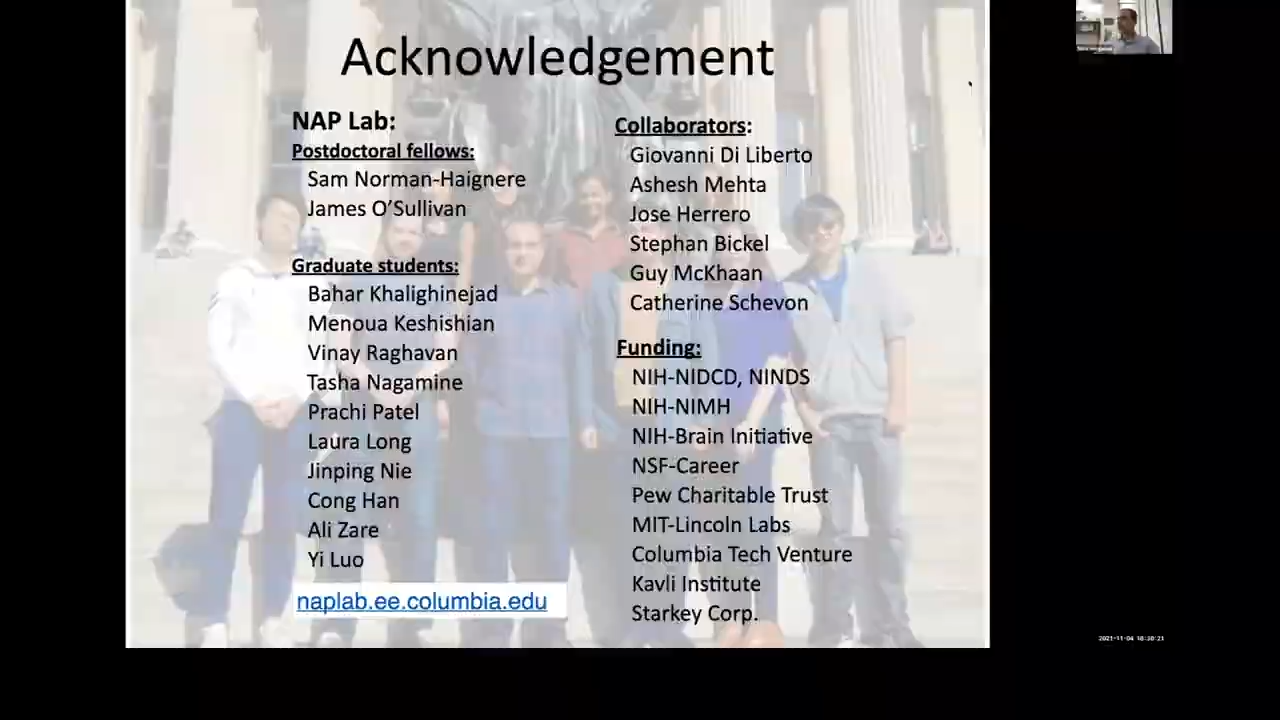 Acknowledgement
NAP Lab:
Postdoctoral fellows:
Sam Norman-Haignere
James O'Sullivan
Graduate students:
Bahar Khalighinejad
Menoua Keshishian
Vinay Raghavan
Tasha Nagamine
Prachi Patel
Laura Long
Jinping Nie
Cong Han
Ali Zare
Yi Luo
naplab.ee.columbia.edu
Collaborators:
Giovanni Di Liberto
Ashesh Mehta
Jose Herrero
Stephan Bickel
Guy McKhaan
Catherine Schevon
Funding:
NIH-NIDCD, NINDS
NIH-NIMH
NIH-Brain Initiative
NSF-Career
Pew Charitable Trust
MIT-Lincoln Labs
Columbia Tech Venture
Kavli Institute
Starkey Corp.